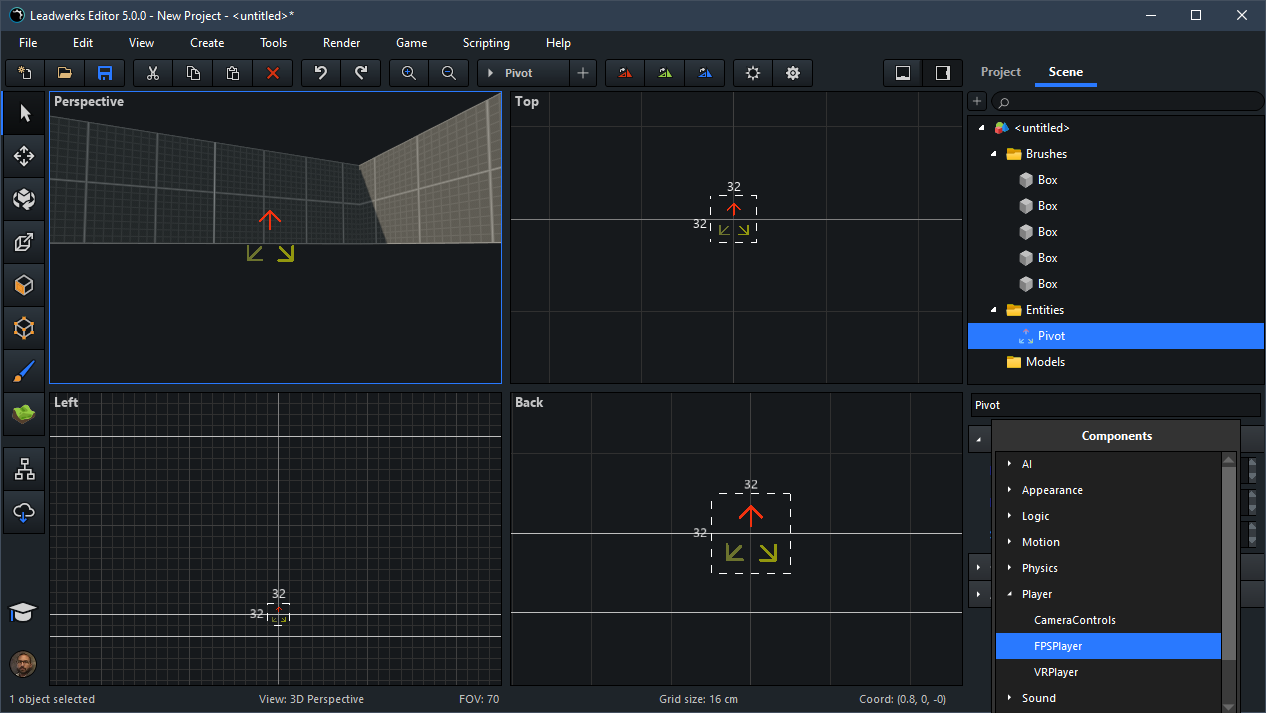 Leadwerks Editor 5.0.0 - New Project - <untitled>*
File Edit View Create Tools Render Game Scripting Help
Pivot
Project Scene
Perspective
Top
<untitled>
Brushes
Box
Box
Box
Box
Box
Entities
Pivot
Models
32
32
Left
Back
32
32
32
32
Pivot
Components
AI
Appearance
Logic
Motion
Physics
Player
CameraControls
FPSPlayer
VRPlayer
Sound
1 object selected View: 3D Perspective FOV: 70 Grid size: 16 cm Coord: (0.8, 0, -0)